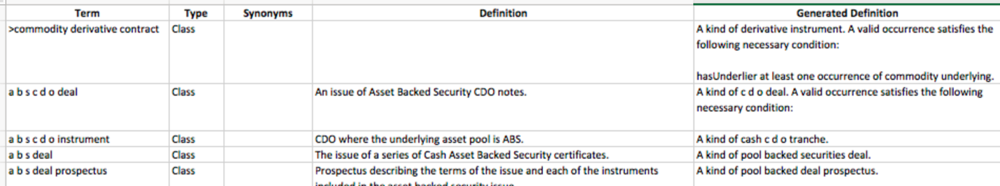 Term Type Synonyms Definition Generated Definition
>commodity derivative contract Class A kind of derivative instrument. A valid occurrence satisfies the
following necessary condition:
hasUnderlier at least one occurrence of commodity underlying.
a b s c d o deal Class An issue of Asset Backed Security CDO notes. A kind of c d o deal. A valid occurrence satisfies the following
necessary condition:
a b s c d o instrument Class CDO where the underlying asset pool is ABS. A kind of cash c d o tranche.
a b s deal Class The issue of a series of Cash Asset Backed Security certificates. A kind of pool backed securities deal.
a b s deal prospectus Class Prospectus describing the terms of the issue and each of the instruments A kind of pool backed deal prospectus.
included in the asset backed security issue